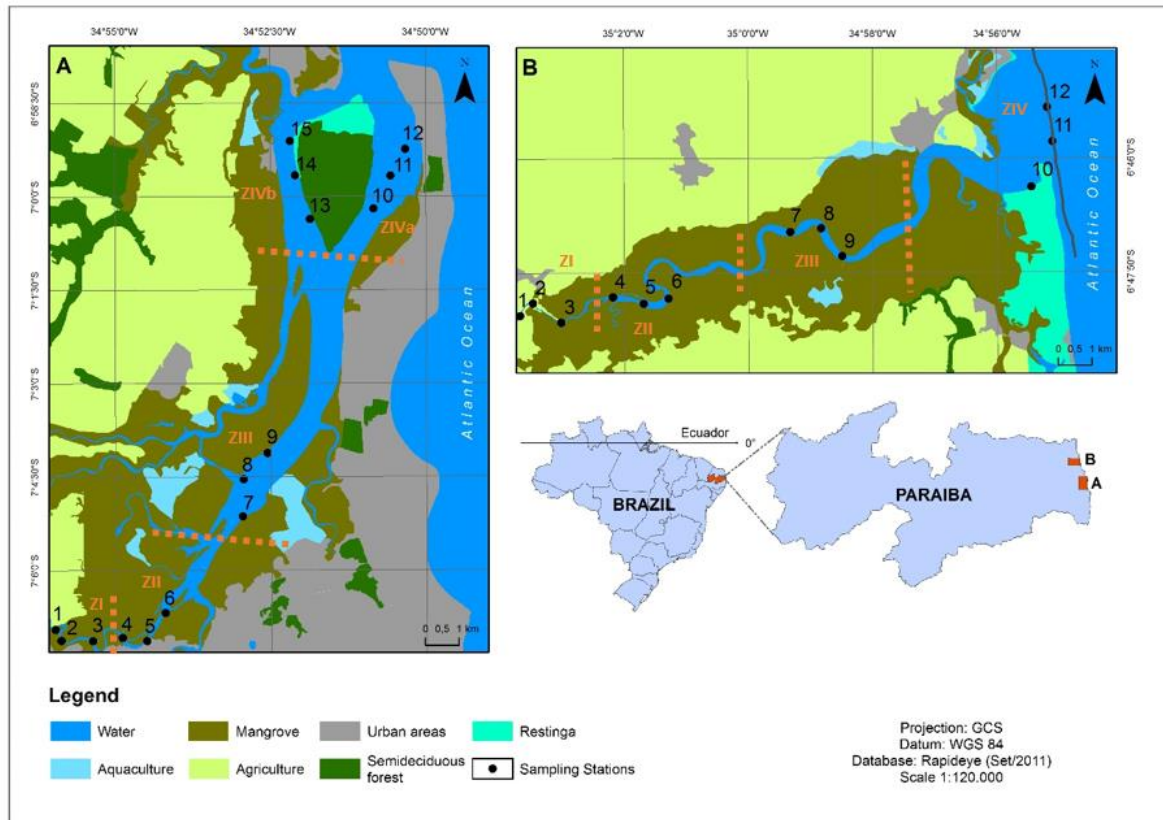 34°55'0"W 34°52'30"W 34°50'0"W
A
N
6°58'30"S
7°0'0"S
7°1'30"S
7°3'0"S
7°4'30"S
7°6'0"S
15
12
14
11
ZIVb
10
13
ZIVa
Atlantic Ocean
ZIII
9
8
7
ZII
6
ZI
1
2 3 4 5
0 0,5 1 km
35°2'0"W 35°0'0"W 34°58'0"W 34°56'0"W
B
N
ZIV
12
11
10
6°46'0"S
6°47'50"S
Atlantic Ocean
7 8
9
ZIII
ZI
4
5 6
1 2
3
ZII
0 0,5 1 km
Ecuador 0°
BRAZIL
PARAIBA
B
A
Legend
Water Mangrove Urban areas Restinga
Aquaculture Agriculture Semideciduous forest Sampling Stations
Projection: GCS
Datum: WGS 84
Database: Rapideye (Set/2011)
Scale 1:120.000